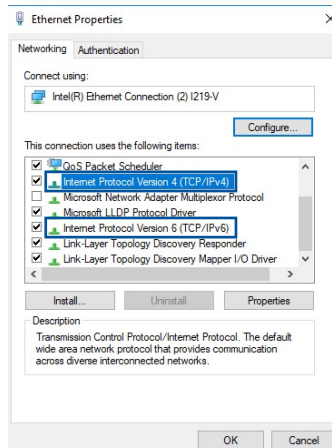 Ethernet Properties
Networking Authentication
Connect using:
Intel(R) Ethernet Connection (2) I219-V
Configure...
This connection uses the following items:
QoS Packet Scheduler
Internet Protocol Version 4 (TCP/IPv4)
Microsoft Network Adapter Multiplexor Protocol
Microsoft LLDP Protocol Driver
Internet Protocol Version 6 (TCP/IPv6)
Link-Layer Topology Discovery Responder
Link-Layer Topology Discovery Mapper I/O Driver
Install... Uninstall Properties
Description
Transmission Control Protocol/Internet Protocol. The default
wide area network protocol that provides communication
across diverse interconnected networks.
OK Cancel